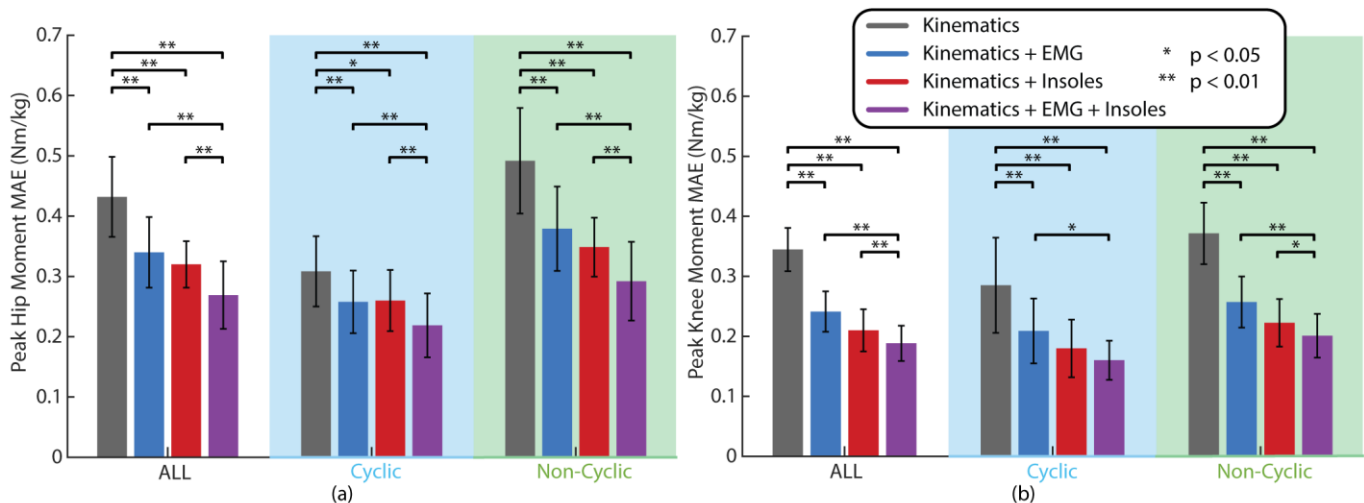 Peak Hip Moment MAE (Nm/kg)
0.7
0.6
0.5
0.4
0.3
0.2
0.1
0
** ** **
** * **
** ** **
** ** **
** ** **
ALL Cyclic Non-Cyclic
(a)
Peak Knee Moment MAE (Nm/kg)
0.7
0.6
0.5
0.4
0.3
0.2
0.1
0
Kinematics
Kinematics + EMG * p < 0.05
Kinematics + Insoles ** p < 0.01
Kinematics + EMG + Insoles
** ** **
** ** **
** ** **
** * **
** *
ALL Cyclic Non-Cyclic
(b)